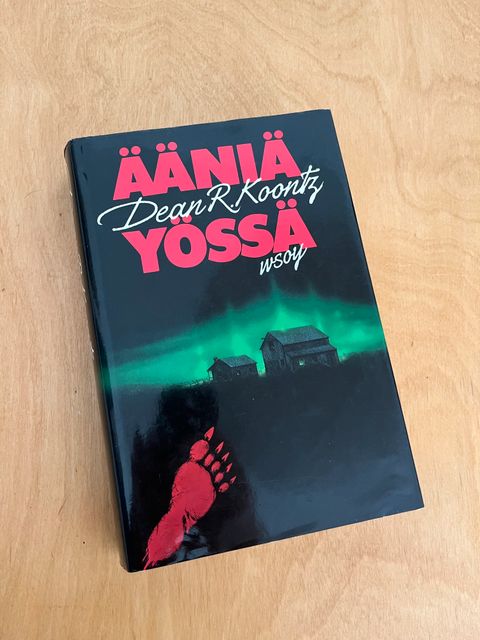 ÄÄNIÄ
Dean R. Koontz
YÖSSÄ
wsoy